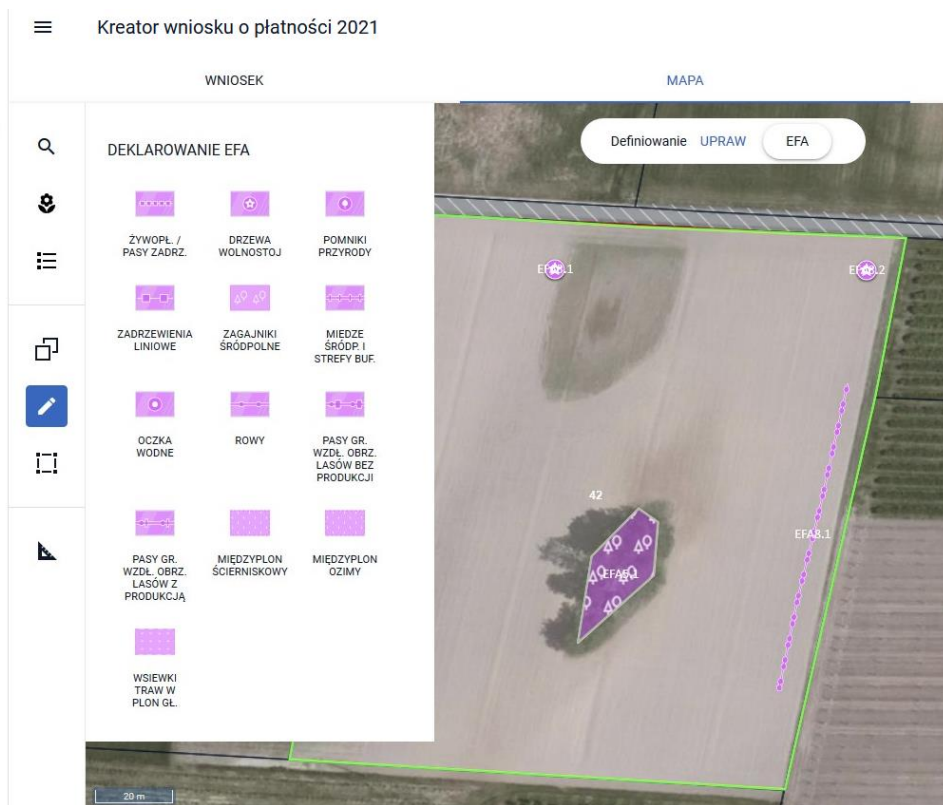 Kreator wniosku o płatności 2021
WNIOSEK
MAPA
DEKLAROWANIE EFA
Definiowanie UPRAW EFA
ŻYWOPŁ. /
PASY ZADRZ.
DRZEWA
WOLNOSTOJ
POMNIKI
PRZYRODY
ZADRZEWIENIA
LINIOWE
ZAGAJNIKI
ŚRÓDPOLNE
MIEDZE
ŚRÓDP. I
STREFY BUF.
OCZKA
WODNE
ROWY
PASY GR.
WZDŁ. OBRZ.
LASÓW BEZ
PRODUKCJI
PASY GR.
WZDŁ. OBRZ.
LASÓW Z
PRODUKCJĄ
MIĘDZYPLON
ŚCIERNISKOWY
MIĘDZYPLON
OZIMY
WSIEWKI
TRAW W
PLON GŁ.
42
20 m